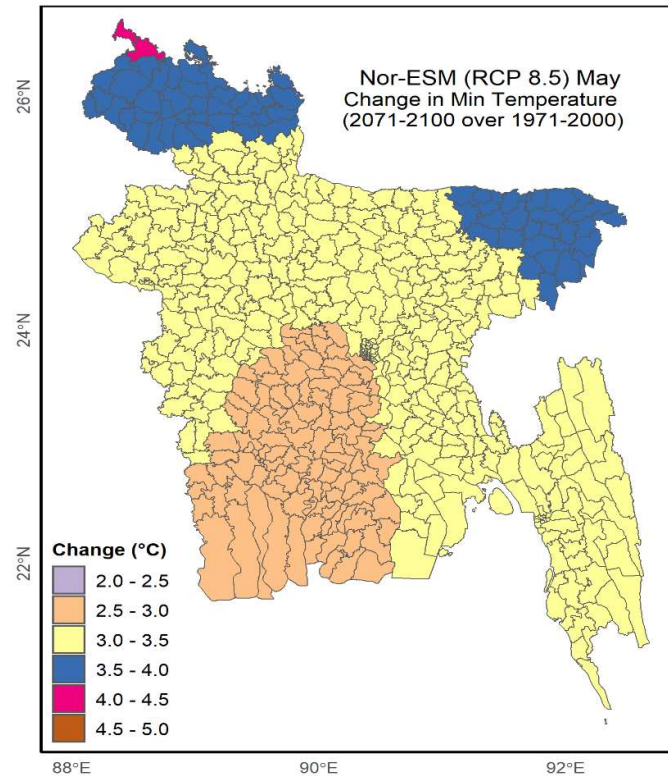 Nor-ESM (RCP 8.5) May
Change in Min Temperature
(2071-2100 over 1971-2000)
26°N
24°N
22°N
Change (°C)
2.0 - 2.5
2.5 - 3.0
3.0 - 3.5
3.5 - 4.0
4.0 - 4.5
4.5 - 5.0
88°E
90°E
92°E